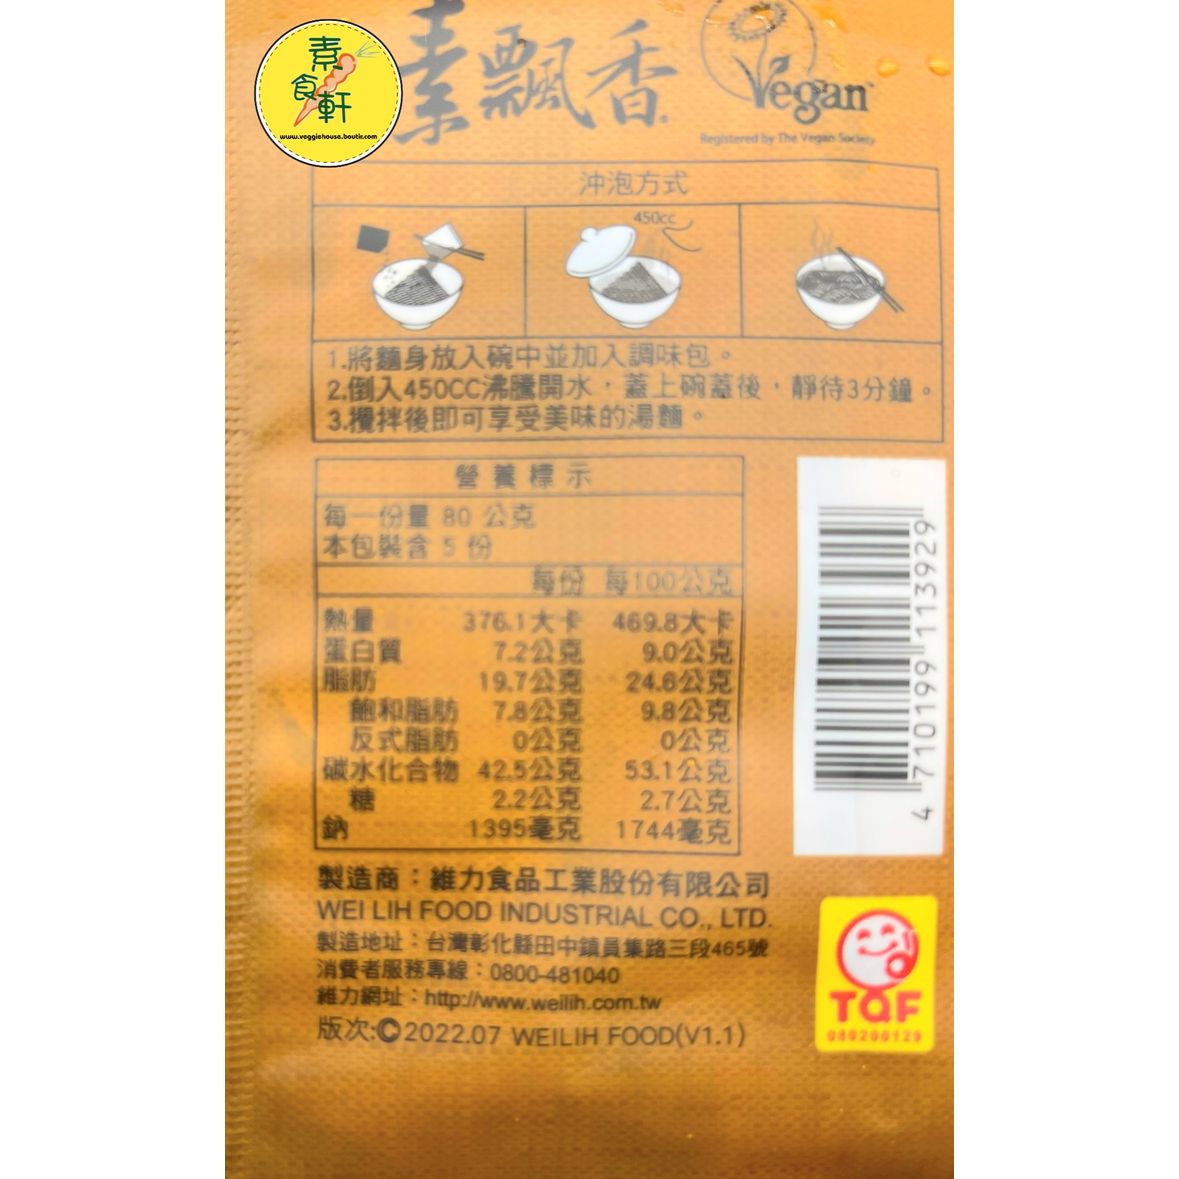 素食軒
www.veggiehouse.boutir.com
素飄香
Vegan
Registered by The Vegan Society
沖泡方式
450cc
1.將麵身放入碗中並加入調味包。
2.倒入450CC沸騰開水，蓋上碗蓋後，靜待3分鐘。
3.攪拌後即可享受美味的湯麵。
營養標示
每一份量 80 公克
本包裝含 5 份
每份 每100公克
熱量 376.1大卡 469.8大卡
蛋白質 7.2公克 9.0公克
脂肪 19.7公克 24.6公克
飽和脂肪 7.8公克 9.8公克
反式脂肪 0公克 0公克
碳水化合物 42.5公克 53.1公克
糖 2.2公克 2.7公克
鈉 1395毫克 1744毫克
4 710199 113929
製造商：維力食品工業股份有限公司
WEI LIH FOOD INDUSTRIAL CO., LTD.
製造地址：台灣彰化縣田中鎮員集路三段465號
消費者服務專線：0800-481040
維力網址：http://www.weilih.com.tw
版次:©2022.07 WEILIH FOOD(V1.1)
TQF
080200129